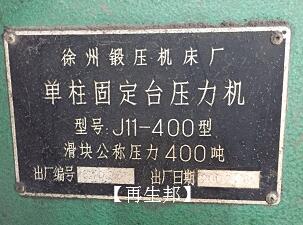 徐州锻压机床厂
单柱固定台压力机
型号:J11-400型
滑块公称压力400吨
出厂编号 出厂日期
【再生邦】